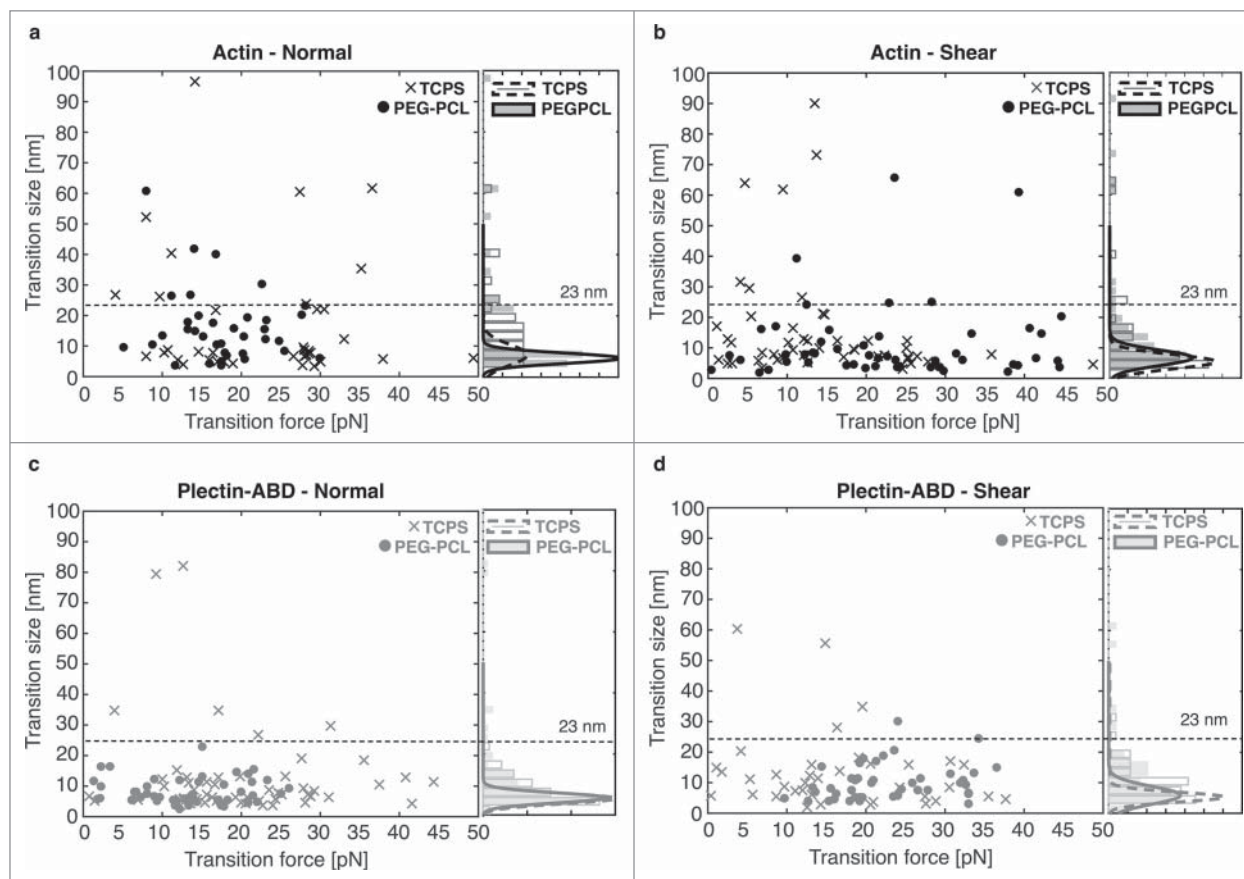 a
Actin - Normal
Transition size [nm]
100
90
80
70
60
50
40
30
20
10
0
TCPS
PEG-PCL
TCPS
PEGPCL
23 nm
0 5 10 15 20 25 30 35 40 45 50
Transition force [pN]
b
Actin - Shear
Transition size [nm]
100
90
80
70
60
50
40
30
20
10
0
TCPS
PEG-PCL
TCPS
PEGPCL
23 nm
0 5 10 15 20 25 30 35 40 45 50
Transition force [pN]
c
Plectin-ABD - Normal
Transition size [nm]
100
90
80
70
60
50
40
30
20
10
0
TCPS
PEG-PCL
TCPS
PEG-PCL
23 nm
0 5 10 15 20 25 30 35 40 45 50
Transition force [pN]
d
Plectin-ABD - Shear
Transition size [nm]
100
90
80
70
60
50
40
30
20
10
0
TCPS
PEG-PCL
TCPS
PEG-PCL
23 nm
0 5 10 15 20 25 30 35 40 45 50
Transition force [pN]